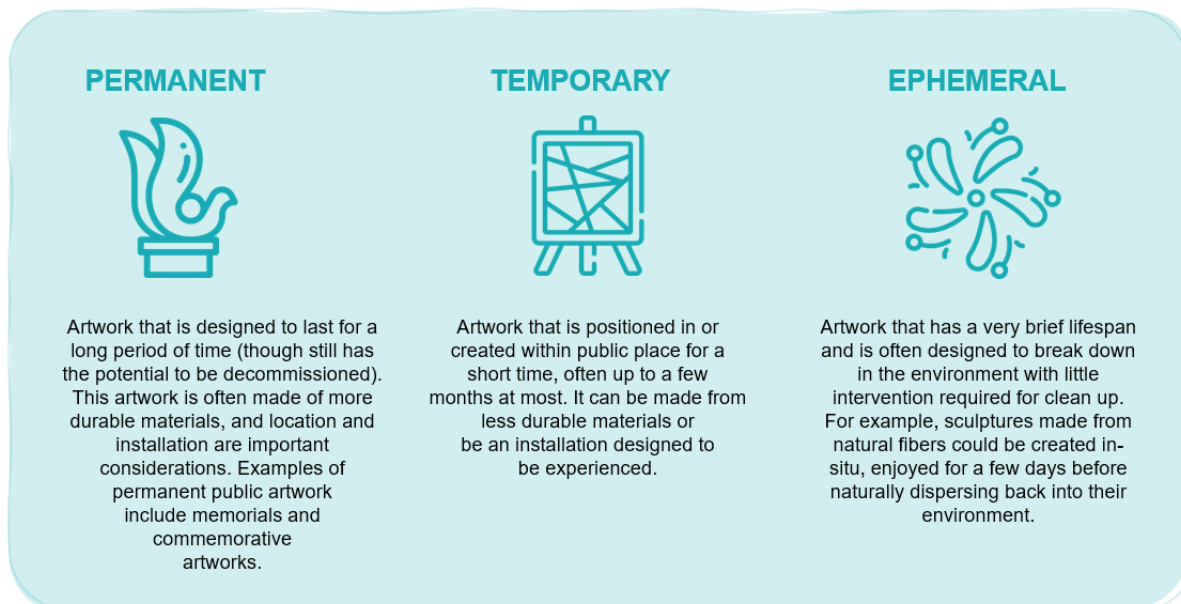 PERMANENT
Artwork that is designed to last for a
long period of time (though still has
the potential to be decommissioned).
This artwork is often made of more
durable materials, and location and
installation are important
considerations. Examples of
permanent public artwork
include memorials and
commemorative
artworks.
TEMPORARY
Artwork that is positioned in or
created within public place for a
short time, often up to a few
months at most. It can be made from
less durable materials or
be an installation designed to
be experienced.
EPHEMERAL
Artwork that has a very brief lifespan
and is often designed to break down
in the environment with little
intervention required for clean up.
For example, sculptures made from
natural fibers could be created in-
situ, enjoyed for a few days before
naturally dispersing back into their
environment.